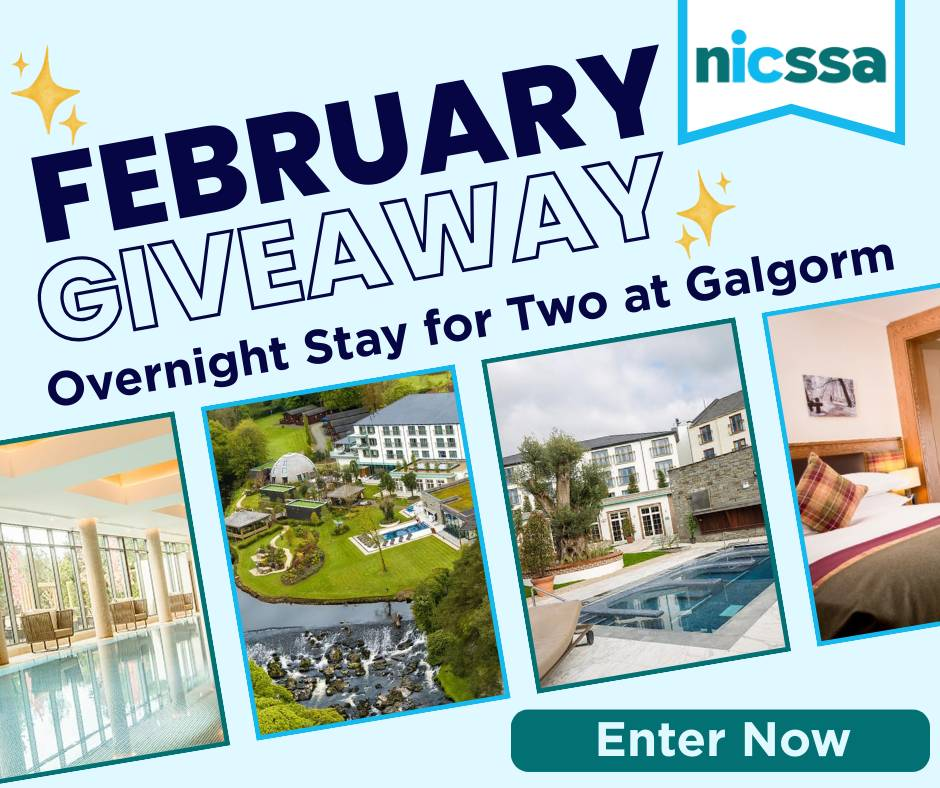 nicssa
FEBRUARY
GIVEAWAY
Overnight Stay for Two at Galgorm
Enter Now